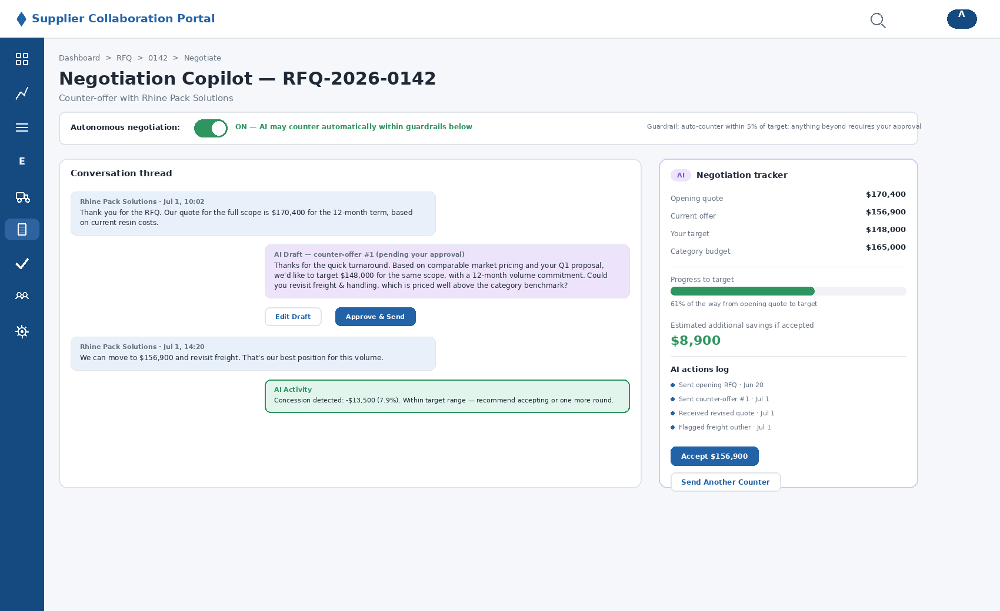 Supplier Collaboration Portal
A
Dashboard > RFQ > 0142 > Negotiate
Negotiation Copilot — RFQ-2026-0142
Counter-offer with Rhine Pack Solutions
Autonomous negotiation:
ON — AI may counter automatically within guardrails below
Guardrail: auto-counter within 5% of target; anything beyond requires your approval
E
Conversation thread
Rhine Pack Solutions · Jul 1, 10:02
Thank you for the RFQ. Our quote for the full scope is $170,400 for the 12-month term, based
on current resin costs.
AI Draft — counter-offer #1 (pending your approval)
Thanks for the quick turnaround. Based on comparable market pricing and your Q1 proposal,
we'd like to target $148,000 for the same scope, with a 12-month volume commitment. Could
you revisit freight & handling, which is priced well above the category benchmark?
Edit Draft
Approve & Send
Rhine Pack Solutions · Jul 1, 14:20
We can move to $156,900 and revisit freight. That's our best position for this volume.
AI Activity
Concession detected: -$13,500 (7.9%). Within target range — recommend accepting or one more round.
AI Negotiation tracker
Opening quote $170,400
Current offer $156,900
Your target $148,000
Category budget $165,000
Progress to target
61% of the way from opening quote to target
Estimated additional savings if accepted
$8,900
AI actions log
Sent opening RFQ · Jun 20
Sent counter-offer #1 · Jul 1
Received revised quote · Jul 1
Flagged freight outlier · Jul 1
Accept $156,900
Send Another Counter